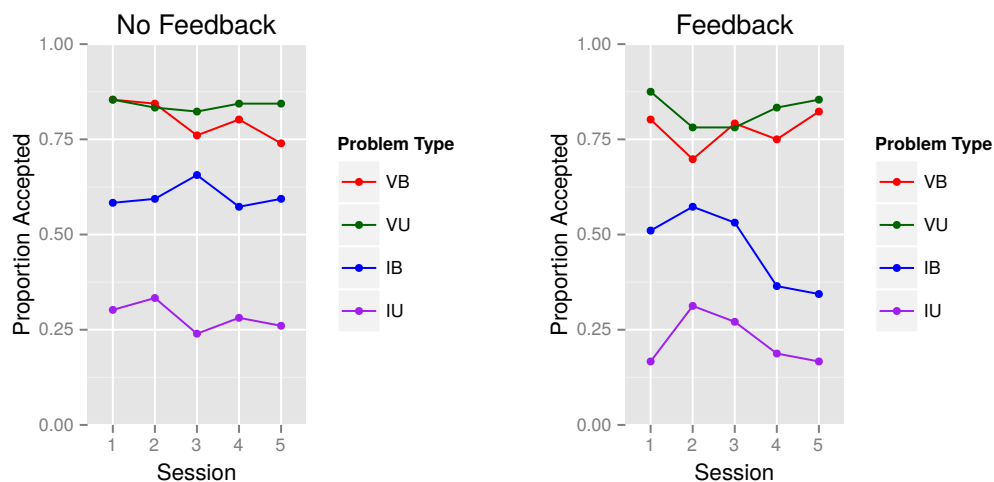 No Feedback
1.00
0.75
0.50
0.25
0.00
Proportion Accepted
1 2 3 4 5
Session
Problem Type
VB
VU
IB
IU
Feedback
1.00
0.75
0.50
0.25
0.00
Proportion Accepted
1 2 3 4 5
Session
Problem Type
VB
VU
IB
IU